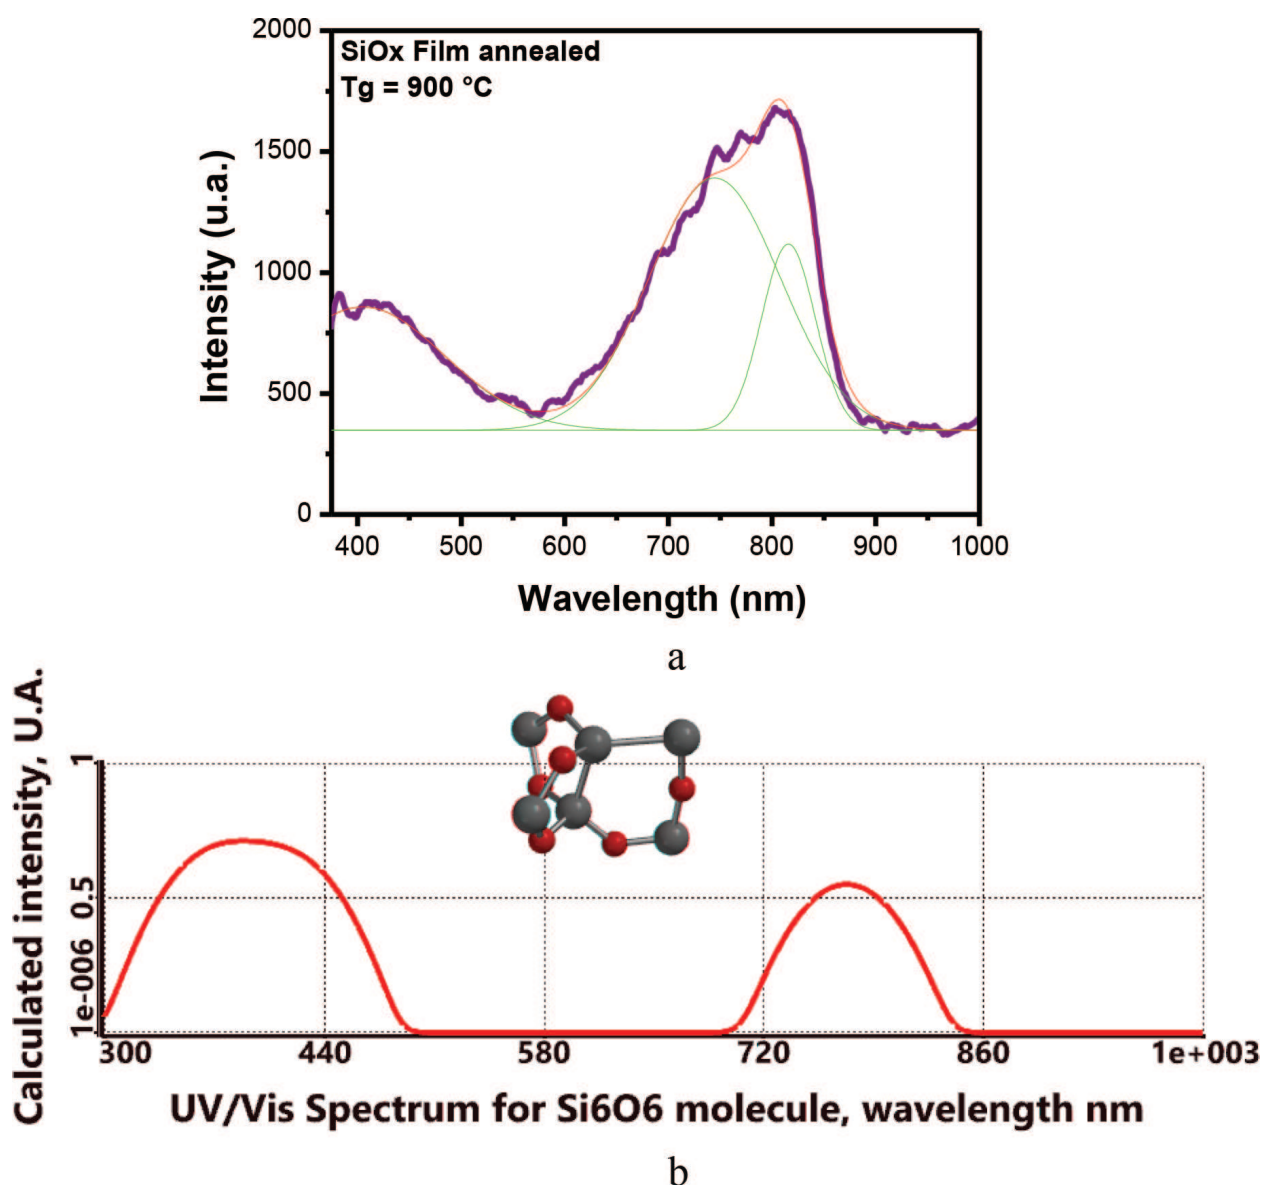 SiOx Film annealed
Tg = 900 °C
2000
1500
1000
500
0
Intensity (u.a.)
400 500 600 700 800 900 1000
Wavelength (nm)
a
Calculated intensity, U.A.
1
0.5
1e-006
300 440 580 720 860 1e+003
UV/Vis Spectrum for Si6O6 molecule, wavelength nm
b